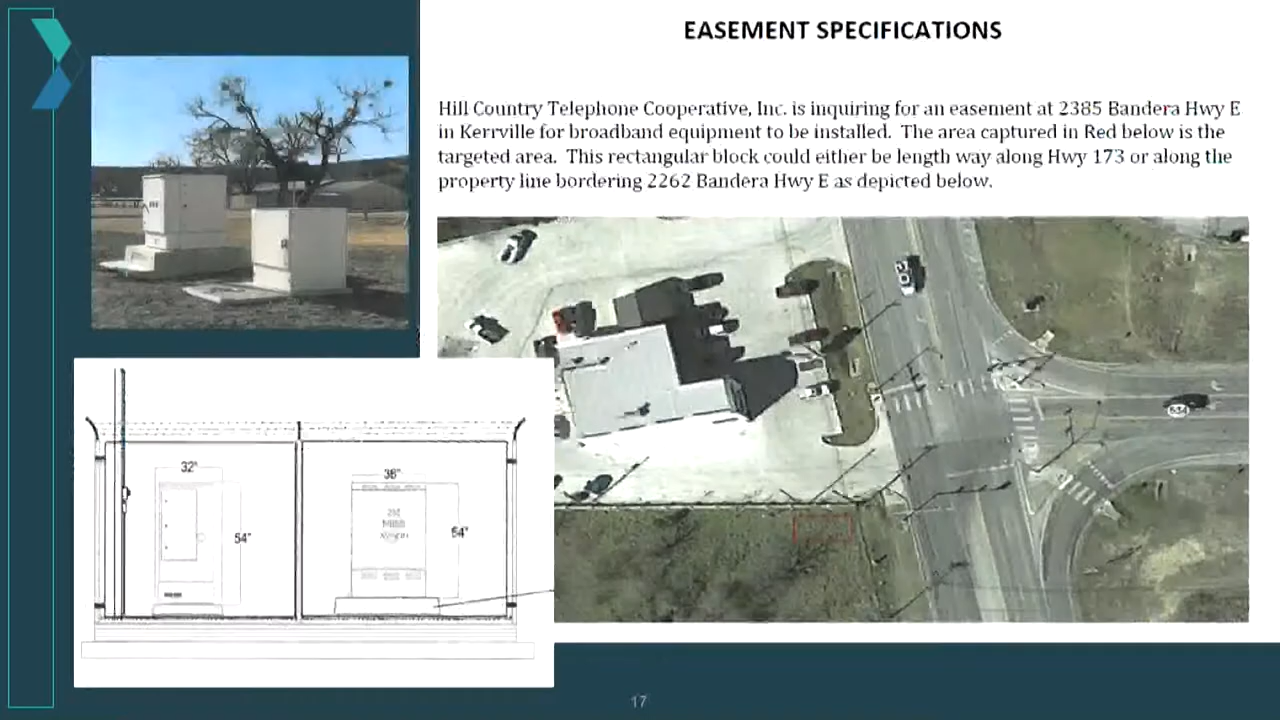 EASEMENT SPECIFICATIONS
Hill Country Telephone Cooperative, Inc. is inquiring for an easement at 2385 Bandera Hwy E
in Kerrville for broadband equipment to be installed. The area captured in Red below is the
targeted area. This rectangular block could either be length way along Hwy 173 or along the
property line bordering 2262 Bandera Hwy E as depicted below.
534
32"
54"
36"
54"
17